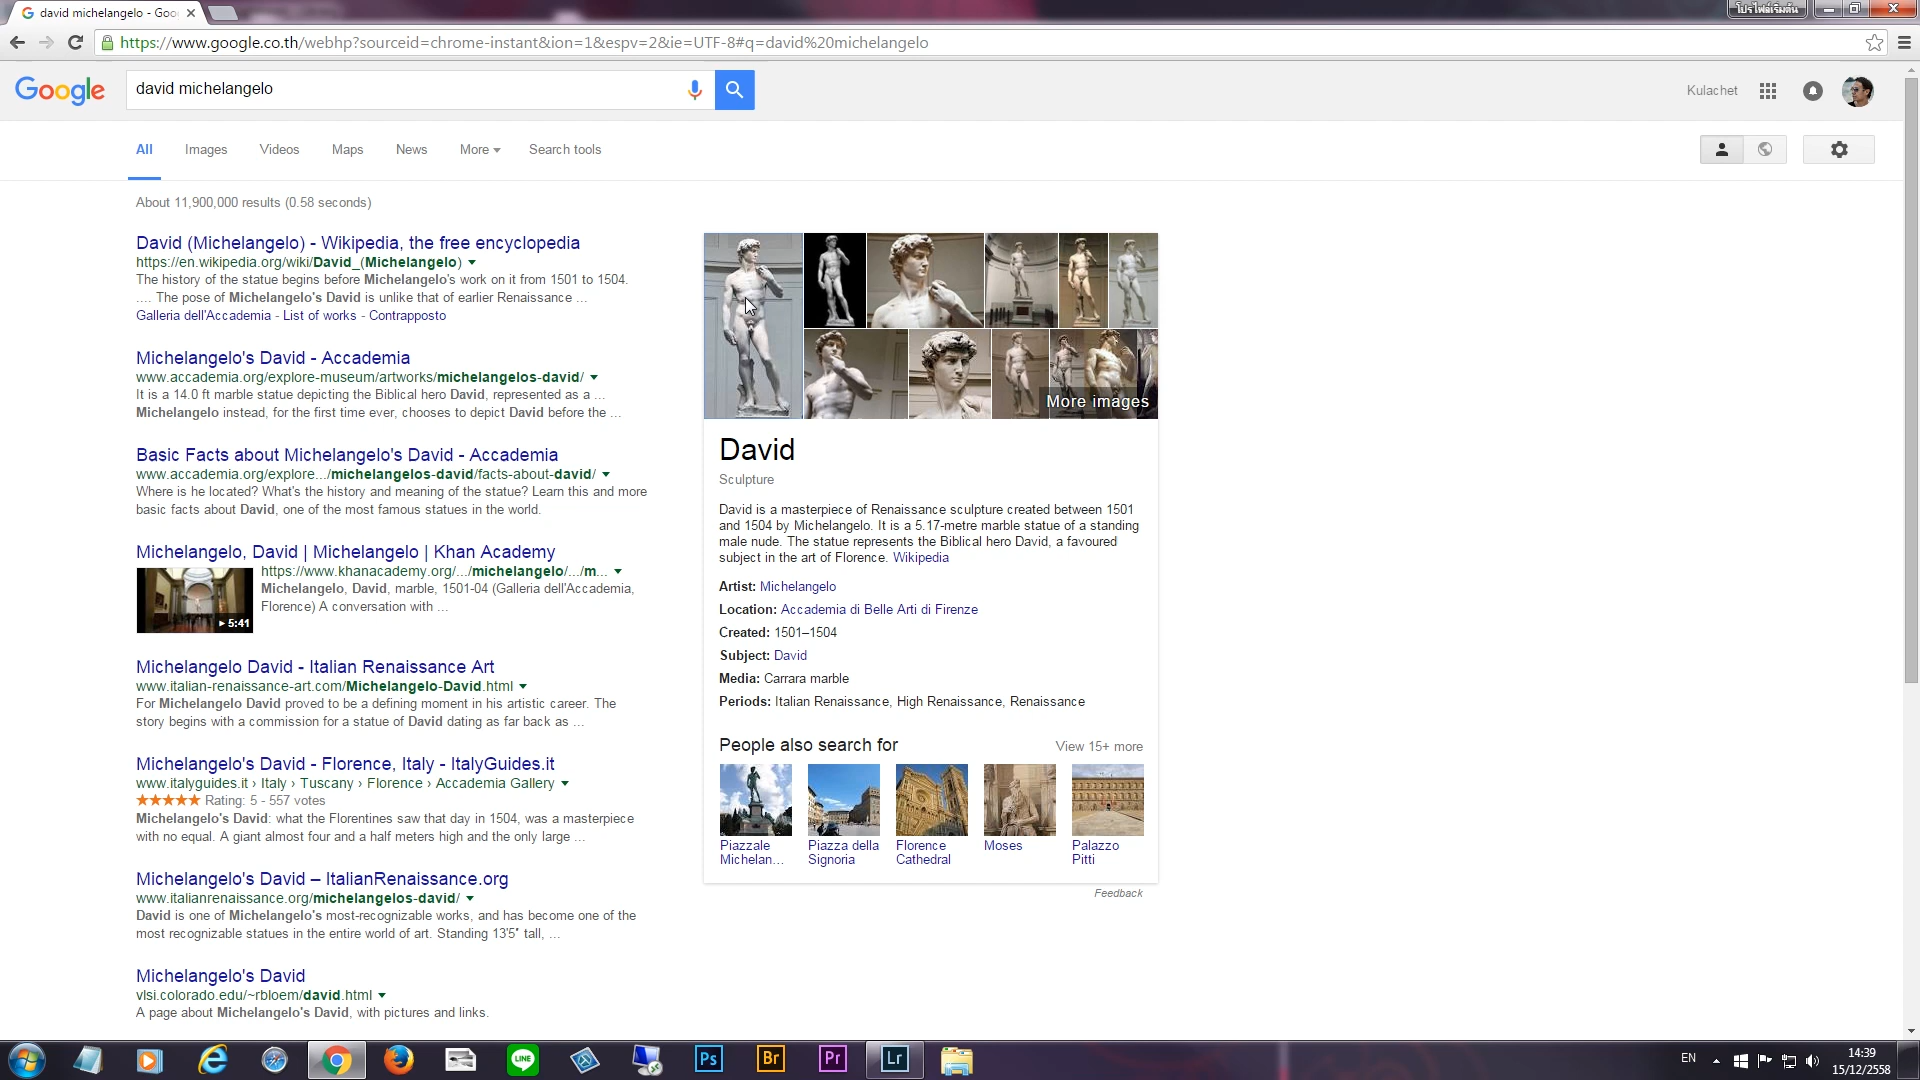 david michelangelo - Goo
โปรไฟล์เริ่มต้น
https://www.google.co.th/webhp?sourceid=chrome-instant&ion=1&espv=2&ie=UTF-8#q=david%20michelangelo
Google
david michelangelo
Kulachet
All Images Videos Maps News More Search tools
About 11,900,000 results (0.58 seconds)
David (Michelangelo) - Wikipedia, the free encyclopedia
https://en.wikipedia.org/wiki/David_(Michelangelo)
The history of the statue begins before Michelangelo's work on it from 1501 to 1504.
.... The pose of Michelangelo's David is unlike that of earlier Renaissance ...
Galleria dell'Accademia - List of works - Contrapposto
Michelangelo's David - Accademia
www.accademia.org/explore-museum/artworks/michelangelos-david/
It is a 14.0 ft marble statue depicting the Biblical hero David, represented as a ...
Michelangelo instead, for the first time ever, chooses to depict David before the ...
Basic Facts about Michelangelo's David - Accademia
www.accademia.org/explore.../michelangelos-david/facts-about-david/
Where is he located? What's the history and meaning of the statue? Learn this and more
basic facts about David, one of the most famous statues in the world.
Michelangelo, David | Michelangelo | Khan Academy
https://www.khanacademy.org/.../michelangelo/.../m...
Michelangelo, David, marble, 1501-04 (Galleria dell'Accademia,
Florence) A conversation with ...
5:41
Michelangelo David - Italian Renaissance Art
www.italian-renaissance-art.com/Michelangelo-David.html
For Michelangelo David proved to be a defining moment in his artistic career. The
story begins with a commission for a statue of David dating as far back as ...
Michelangelo's David - Florence, Italy - ItalyGuides.it
www.italyguides.it › Italy › Tuscany › Florence › Accademia Gallery
Rating: 5 - 557 votes
Michelangelo's David: what the Florentines saw that day in 1504, was a masterpiece
with no equal. A giant almost four and a half meters high and the only large ...
Michelangelo's David – ItalianRenaissance.org
www.italianrenaissance.org/michelangelos-david/
David is one of Michelangelo's most-recognizable works, and has become one of the
most recognizable statues in the entire world of art. Standing 13'5″ tall, ...
Michelangelo's David
vlsi.colorado.edu/~rbloem/david.html
A page about Michelangelo's David, with pictures and links.
More images
David
Sculpture
David is a masterpiece of Renaissance sculpture created between 1501
and 1504 by Michelangelo. It is a 5.17-metre marble statue of a standing
male nude. The statue represents the Biblical hero David, a favoured
subject in the art of Florence. Wikipedia
Artist: Michelangelo
Location: Accademia di Belle Arti di Firenze
Created: 1501–1504
Subject: David
Media: Carrara marble
Periods: Italian Renaissance, High Renaissance, Renaissance
People also search for
View 15+ more
Piazzale Michelan...
Piazza della Signoria
Florence Cathedral
Moses
Palazzo Pitti
Feedback
LINE
Ps
Br
Pr
Lr
EN
14:39
15/12/2558